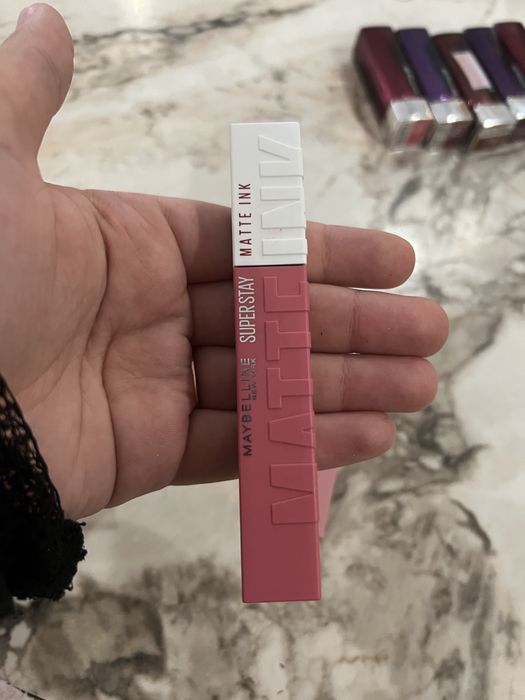 MATTE INK
INK
SUPERSTAY
MAYBELLINE
NEW YORK
MATTE